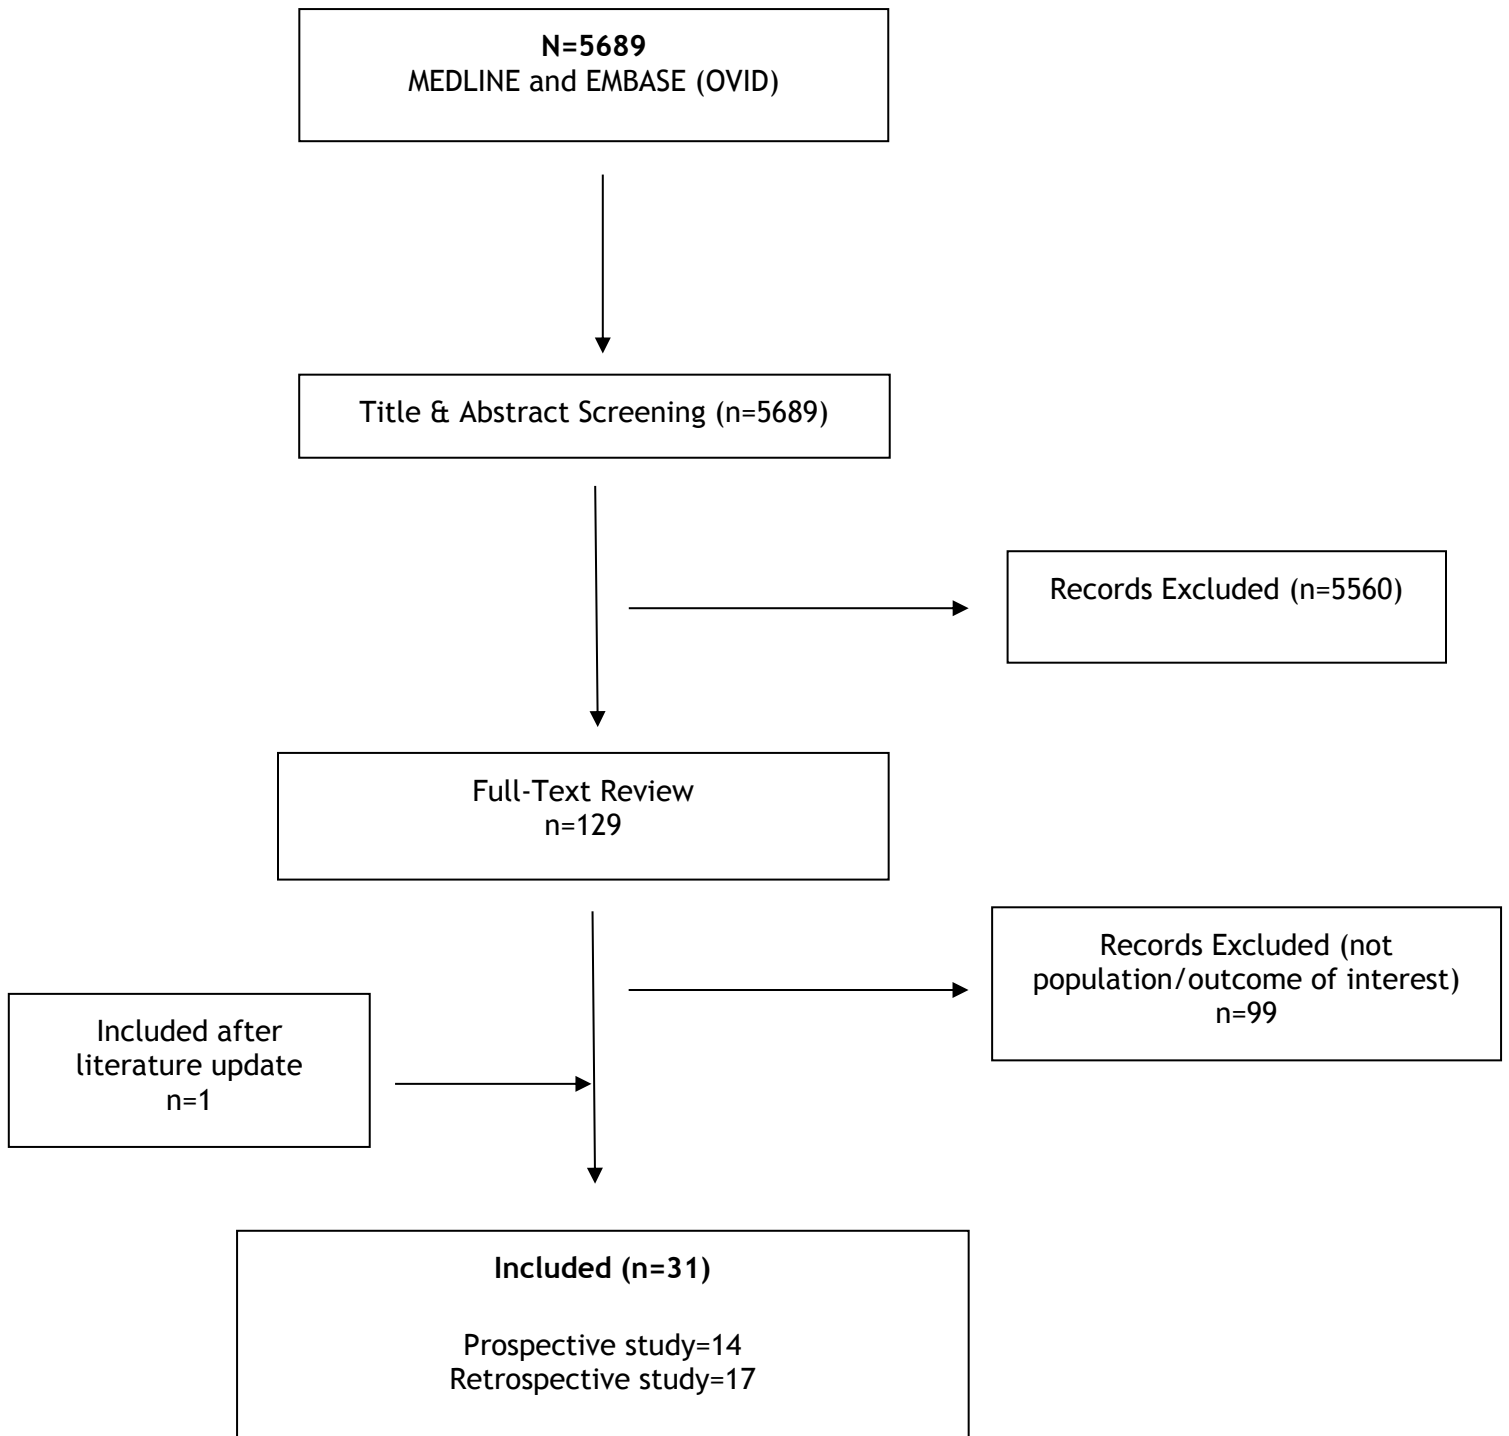 N=5689
MEDLINE and EMBASE (OVID)
Title & Abstract Screening (n=5689)
Records Excluded (n=5560)
Full-Text Review
n=129
Records Excluded (not
population/outcome of interest)
n=99
Included after
literature update
n=1
Included (n=31)
Prospective study=14
Retrospective study=17